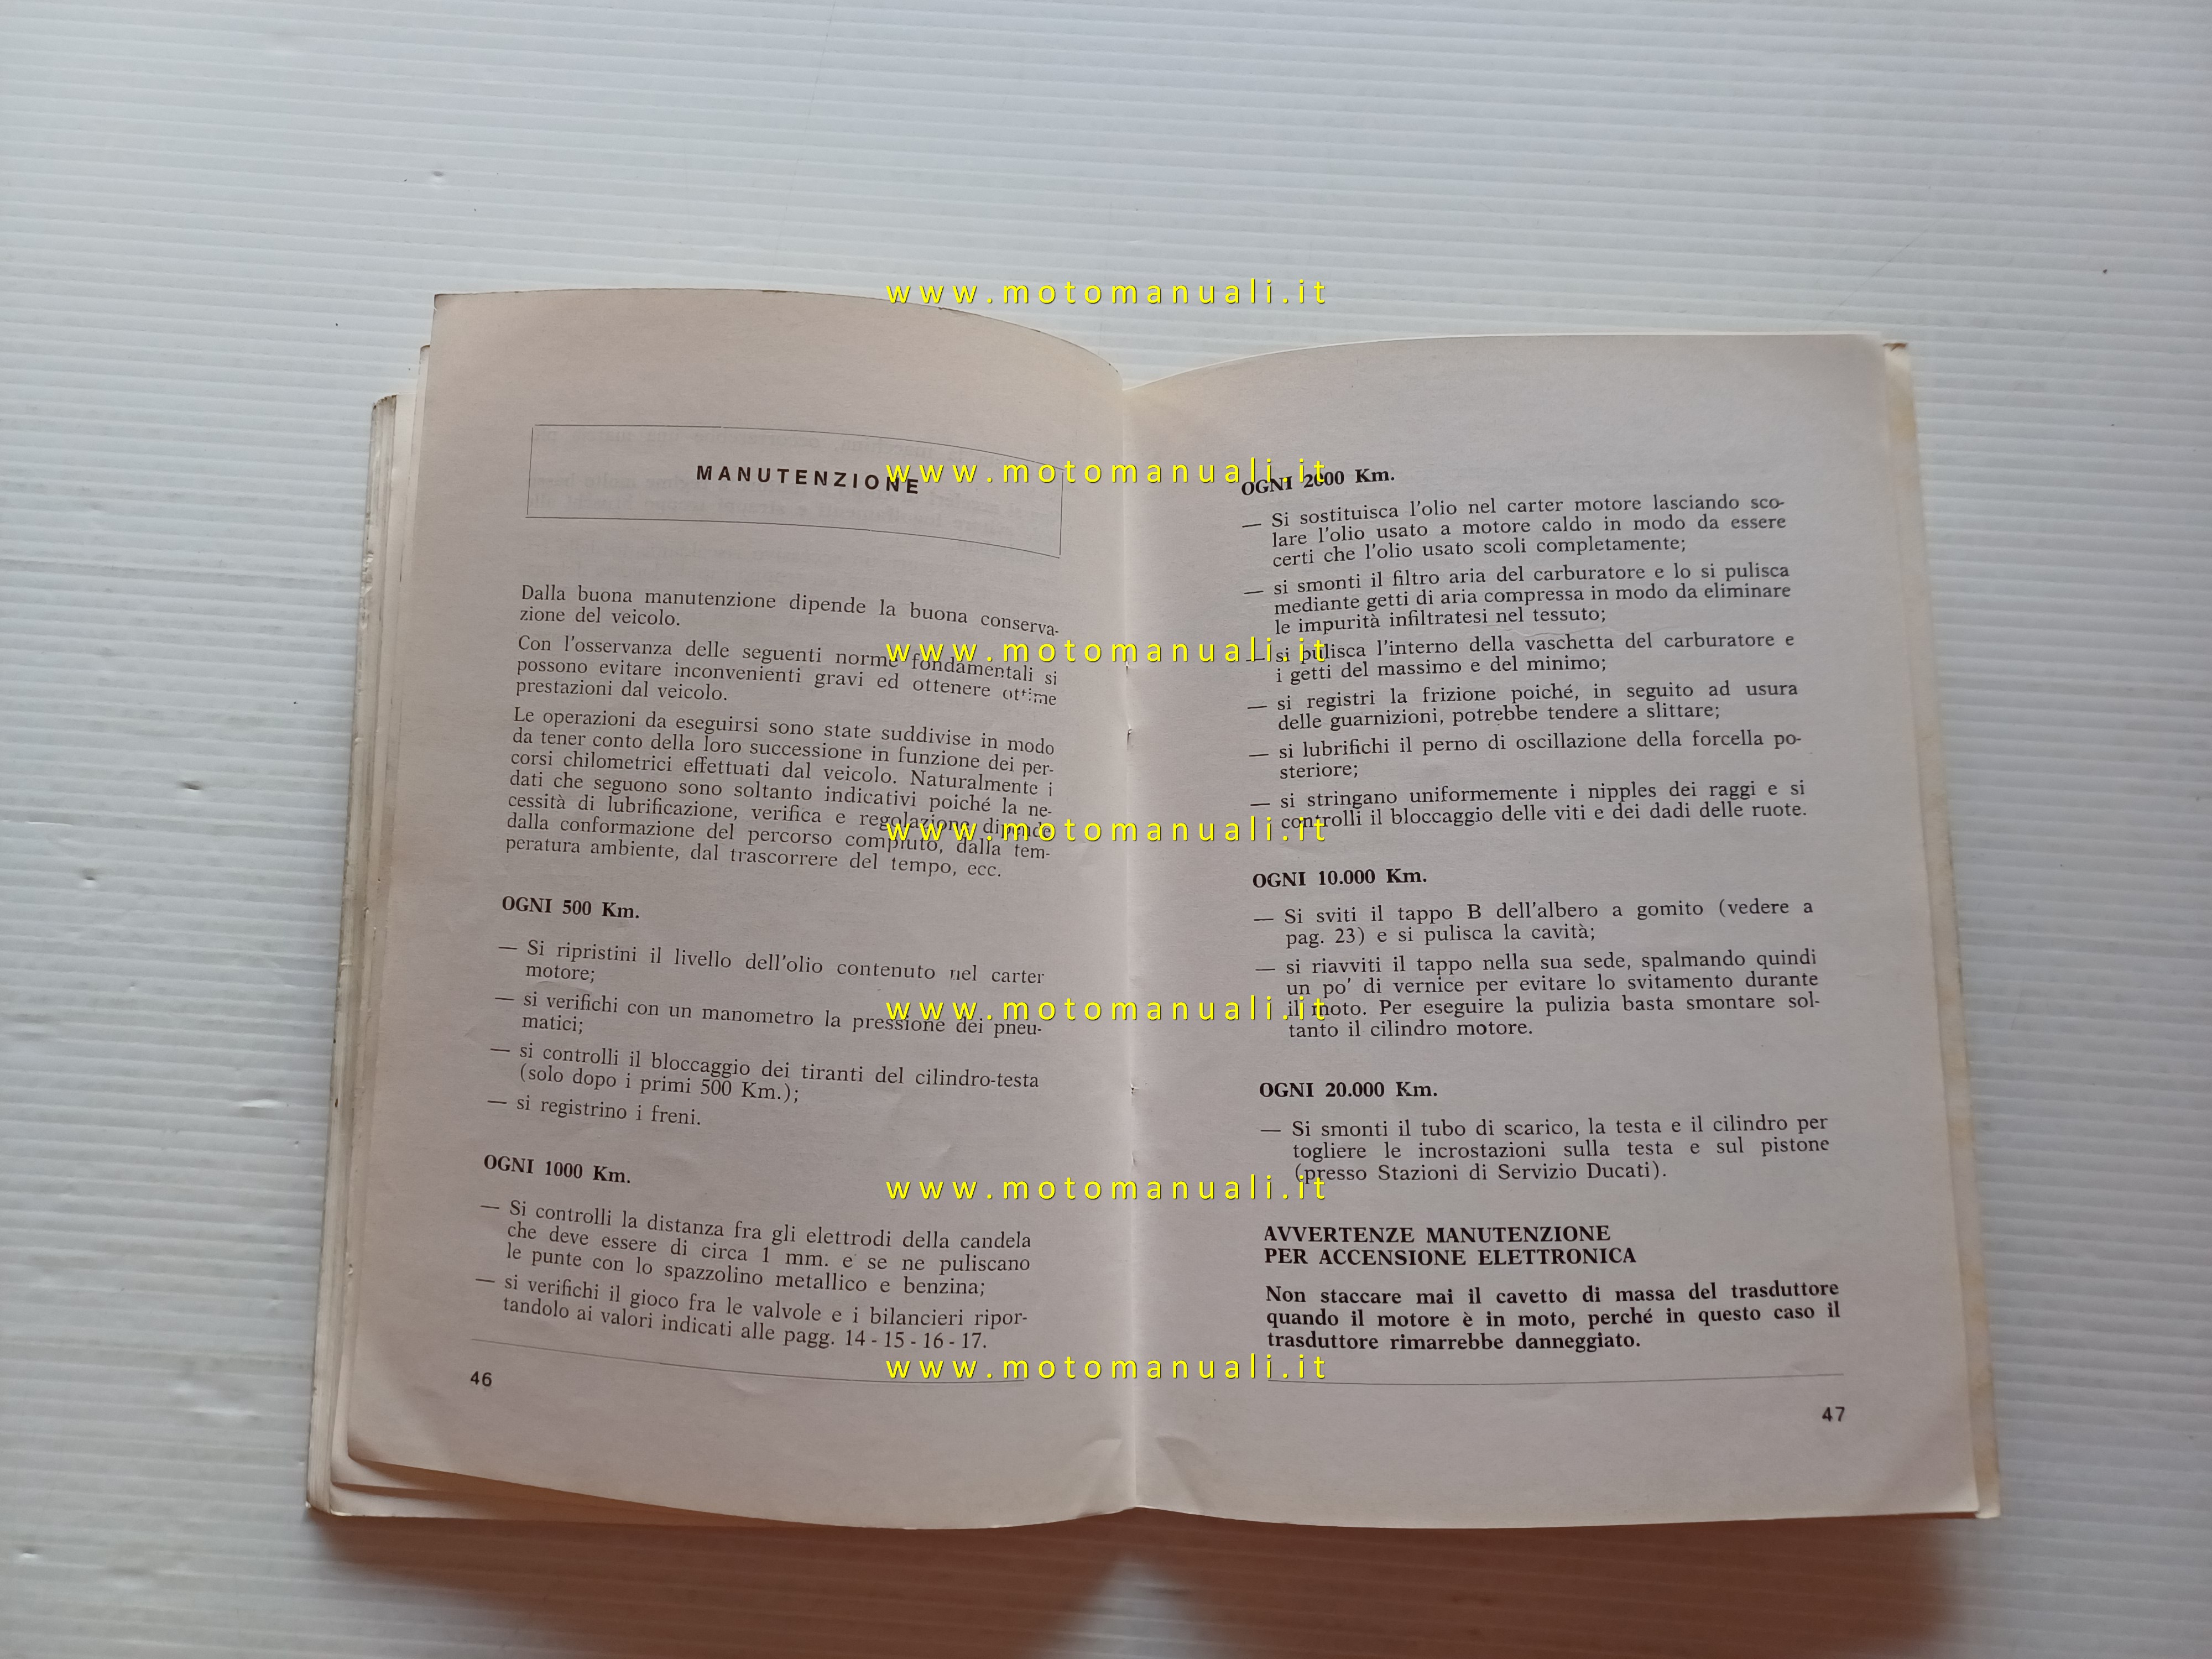 www.motomanuali.it
MANUTENZIONE
Dalla buona manutenzione dipende la buona conserva-
zione del veicolo.
Con l'osservanza delle seguenti norme fondamentali si
possono evitare inconvenienti gravi ed ottenere ottime
prestazioni dal veicolo.
Le operazioni da eseguirsi sono state suddivise in modo
da tener conto della loro successione in funzione dei per-
corsi chilometrici effettuati dal veicolo. Naturalmente i
dati che seguono sono soltanto indicativi poiché la ne-
cessità di lubrificazione, verifica e regolazione dipende
dalla conformazione del percorso compiuto, dalla tem-
peratura ambiente, dal trascorrere del tempo, ecc.
OGNI 500 Km.
— Si ripristini il livello dell'olio contenuto nel carter
motore;
— si verifichi con un manometro la pressione dei pneu-
matici;
— si controlli il bloccaggio dei tiranti del cilindro-testa
(solo dopo i primi 500 Km.);
— si registrino i freni.
OGNI 1000 Km.
— Si controlli la distanza fra gli elettrodi della candela
che deve essere di circa 1 mm. e se ne puliscano
le punte con lo spazzolino metallico e benzina;
— si verifichi il gioco fra le valvole e i bilancieri ripor-
tandolo ai valori indicati alle pagg. 14 - 15 - 16 - 17.
46
OGNI 2000 Km.
— Si sostituisca l'olio nel carter motore lasciando sco-
lare l'olio usato a motore caldo in modo da essere
certi che l'olio usato scoli completamente;
— si smonti il filtro aria del carburatore e lo si pulisca
mediante getti di aria compressa in modo da eliminare
le impurità infiltratesi nel tessuto;
— si pulisca l'interno della vaschetta del carburatore e
i getti del massimo e del minimo;
— si registri la frizione poiché, in seguito ad usura
delle guarnizioni, potrebbe tendere a slittare;
— si lubrifichi il perno di oscillazione della forcella po-
steriore;
— si stringano uniformemente i nipples dei raggi e si
controlli il bloccaggio delle viti e dei dadi delle ruote.
OGNI 10.000 Km.
— Si sviti il tappo B dell'albero a gomito (vedere a
pag. 23) e si pulisca la cavità;
— si riavviti il tappo nella sua sede, spalmando quindi
un po' di vernice per evitare lo svitamento durante
il moto. Per eseguire la pulizia basta smontare sol-
tanto il cilindro motore.
OGNI 20.000 Km.
— Si smonti il tubo di scarico, la testa e il cilindro per
togliere le incrostazioni sulla testa e sul pistone
(presso Stazioni di Servizio Ducati).
AVVERTENZE MANUTENZIONE
PER ACCENSIONE ELETTRONICA
Non staccare mai il cavetto di massa del trasduttore
quando il motore è in moto, perché in questo caso il
trasduttore rimarrebbe danneggiato.
47
www.motomanuali.it
www.motomanuali.it
www.motomanuali.it
www.motomanuali.it
www.motomanuali.it
www.motomanuali.it